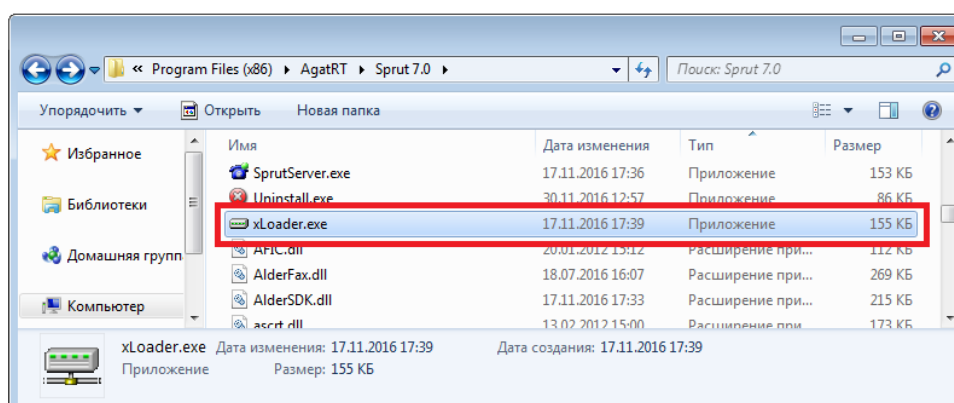 « Program Files (x86) ▸ AgatRT ▸ Sprut 7.0 ▸
Поиск: Sprut 7.0
Упорядочить ▾ Открыть Новая папка
Избранное
Библиотеки
Домашняя групп
Компьютер
Имя Дата изменения Тип Размер
SprutServer.exe 17.11.2016 17:36 Приложение 153 КБ
Uninstall.exe 30.11.2016 12:57 Приложение 86 КБ
xLoader.exe 17.11.2016 17:39 Приложение 155 КБ
AFIC.dll 20.01.2012 15:12 Расширение при... 112 КБ
AlderFax.dll 18.07.2016 16:07 Расширение при... 269 КБ
AlderSDK.dll 17.11.2016 17:33 Расширение при... 215 КБ
ascrt.dll 13.02.2012 15:00 Расширение при... 173 КБ
xLoader.exe Дата изменения: 17.11.2016 17:39 Дата создания: 17.11.2016 17:39
Приложение Размер: 155 КБ